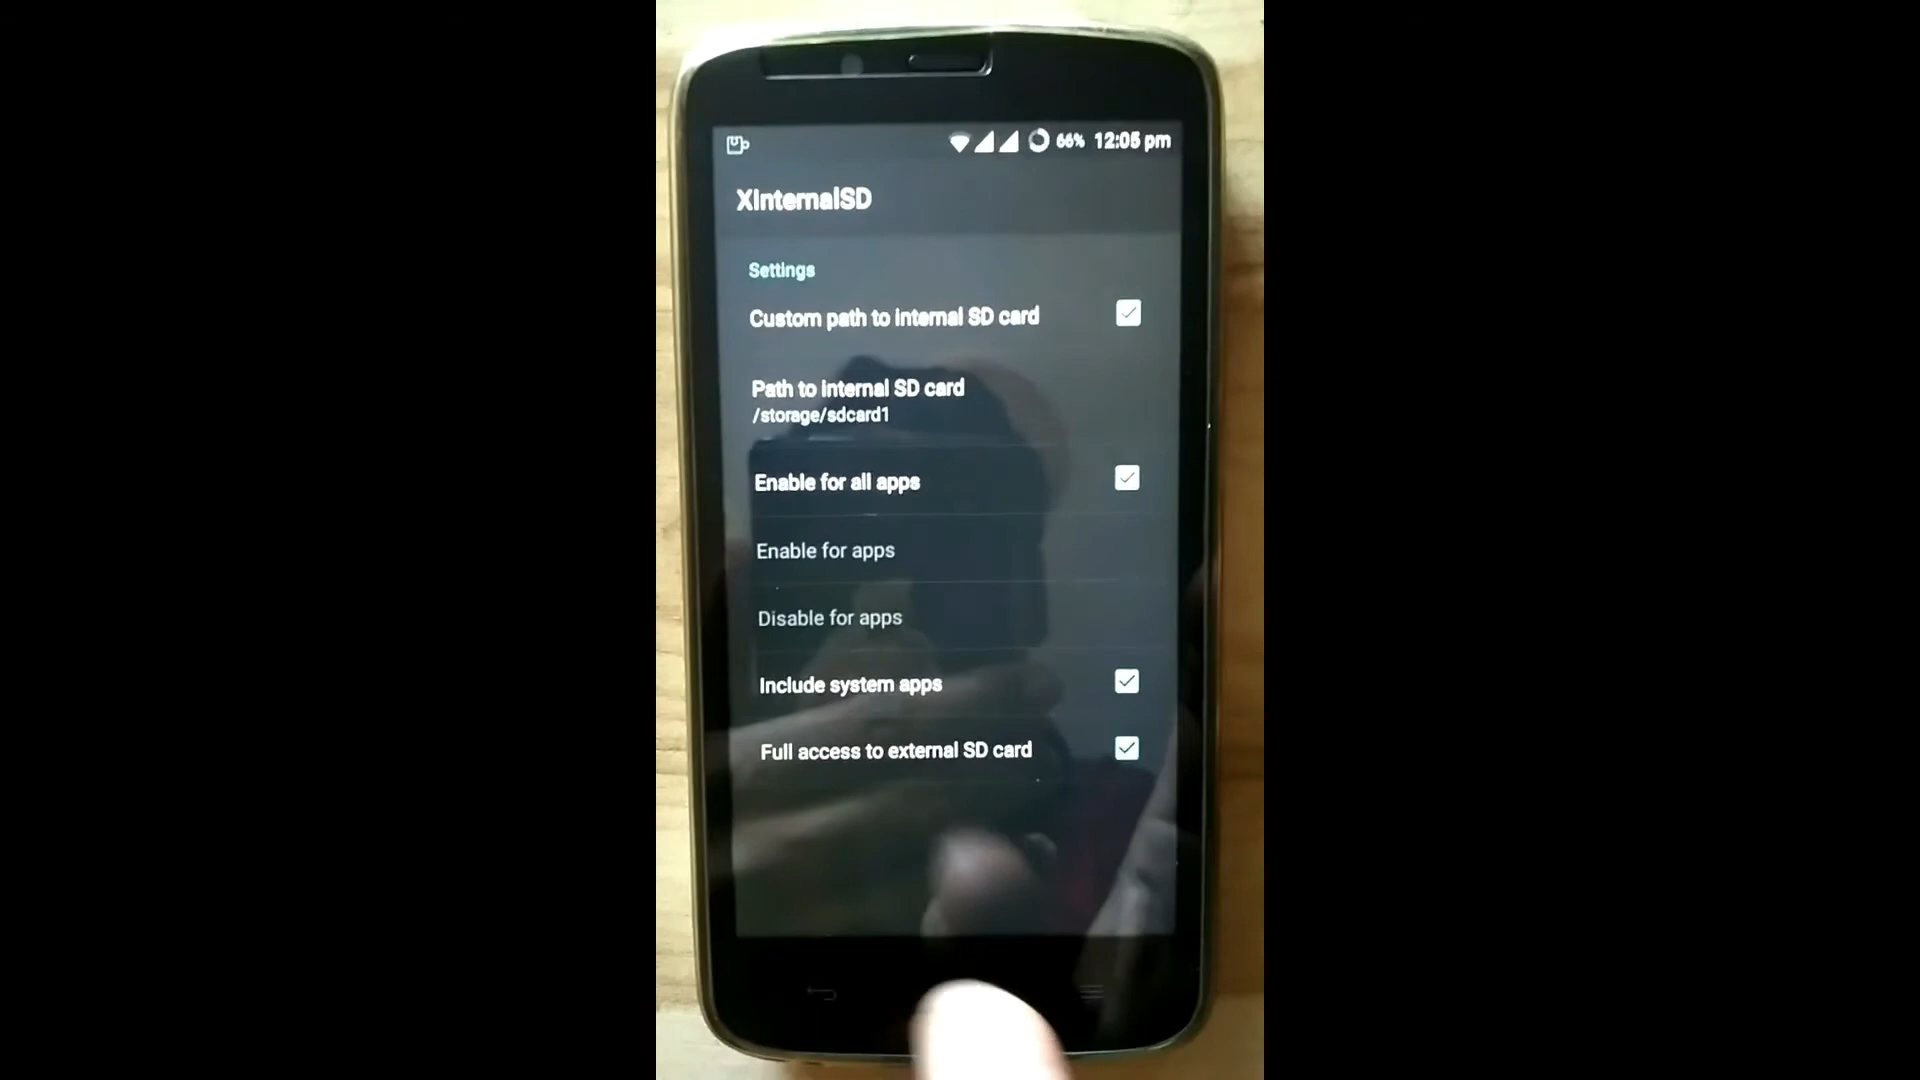 66% 12:05 pm
XInternalSD
Settings
Custom path to internal SD card
Path to internal SD card
/storage/sdcard1
Enable for all apps
Enable for apps
Disable for apps
Include system apps
Full access to external SD card